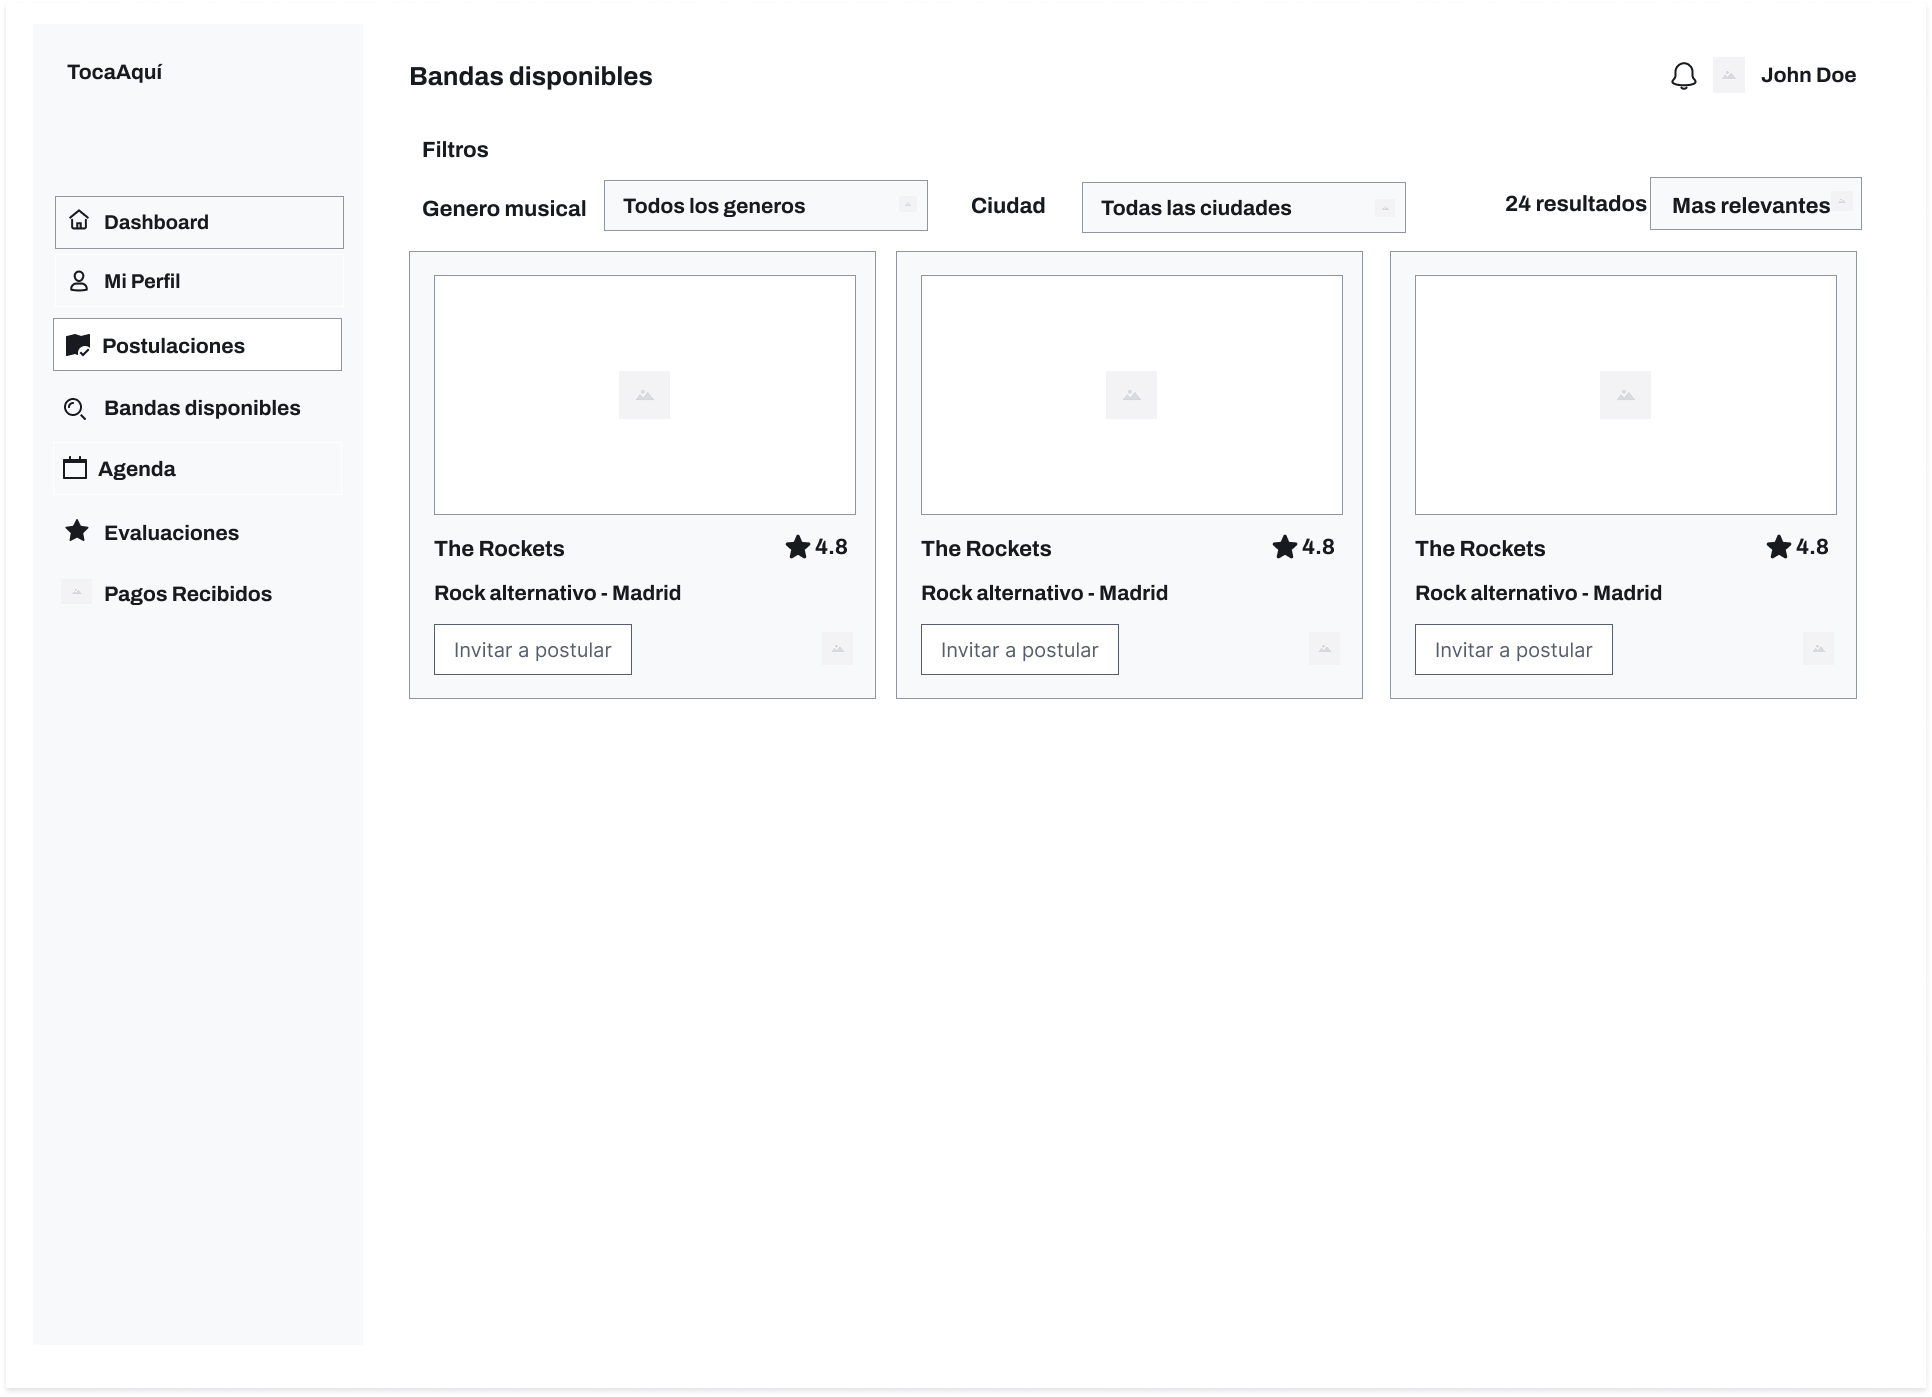 TocaAquí
Dashboard
Mi Perfil
Postulaciones
Bandas disponibles
Agenda
Evaluaciones
Pagos Recibidos
Bandas disponibles
John Doe
Filtros
Genero musical
Todos los generos
Ciudad
Todas las ciudades
24 resultados
Mas relevantes
The Rockets
4.8
Rock alternativo - Madrid
Invitar a postular
The Rockets
4.8
Rock alternativo - Madrid
Invitar a postular
The Rockets
4.8
Rock alternativo - Madrid
Invitar a postular